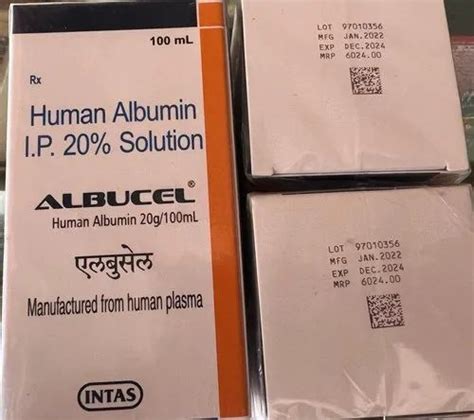 100 mL
Rx
Human Albumin
I.P. 20% Solution
ALBUCEL®
Human Albumin 20g/100mL
एलबुसेल
Manufactured from human plasma
INTAS
LOT 97010356
MFG JAN.2022
EXP DEC.2024
MRP 6024.00
LOT 97010356
MFG JAN.2022
EXP DEC.2024
MRP 6024.00